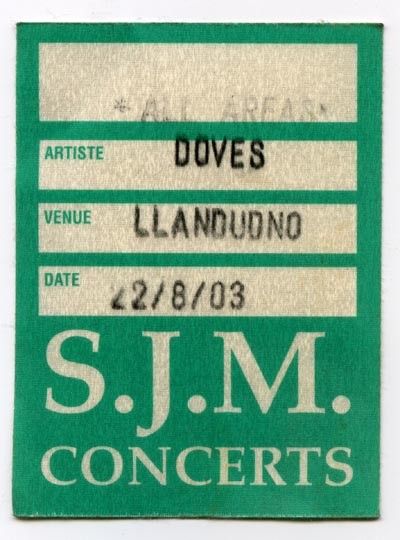 * ALL AREAS *
ARTISTE DOVES
VENUE LLANDUDNO
DATE 22/8/03
S.J.M.
CONCERTS